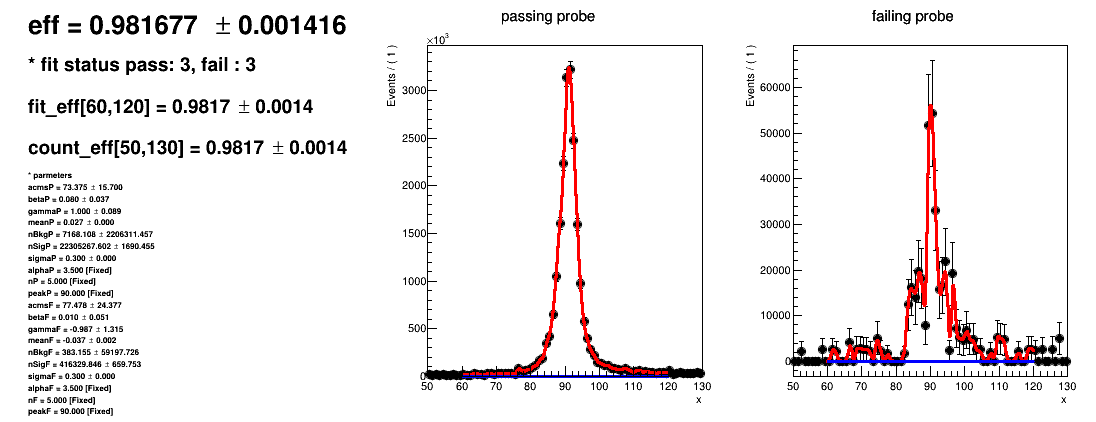 eff = 0.981677 ± 0.001416
* fit status pass: 3, fail : 3
fit_eff[60,120] = 0.9817 ± 0.0014
count_eff[50,130] = 0.9817 ± 0.0014
* parmeters
acmsP = 73.375 ± 15.700
betaP = 0.080 ± 0.037
gammaP = 1.000 ± 0.089
meanP = 0.027 ± 0.000
nBkgP = 7168.108 ± 2206311.457
nSigP = 22305267.602 ± 1690.455
sigmaP = 0.300 ± 0.000
alphaP = 3.500 [Fixed]
nP = 5.000 [Fixed]
peakP = 90.000 [Fixed]
acmsF = 77.478 ± 24.377
betaF = 0.010 ± 0.051
gammaF = -0.987 ± 1.315
meanF = -0.037 ± 0.002
nBkgF = 383.155 ± 59197.726
nSigF = 416329.846 ± 659.753
sigmaF = 0.300 ± 0.000
alphaF = 3.500 [Fixed]
nF = 5.000 [Fixed]
peakF = 90.000 [Fixed]
passing probe
×10³
Events / ( 1 )
3000
2500
2000
1500
1000
500
0
50 60 70 80 90 100 110 120 130
x
failing probe
Events / ( 1 )
60000
50000
40000
30000
20000
10000
0
50 60 70 80 90 100 110 120 130
x